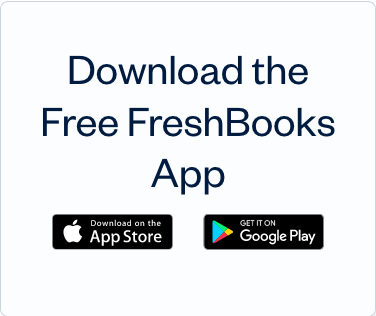 Download the
Free FreshBooks
App
Download on the
App Store
GET IT ON
Google Play